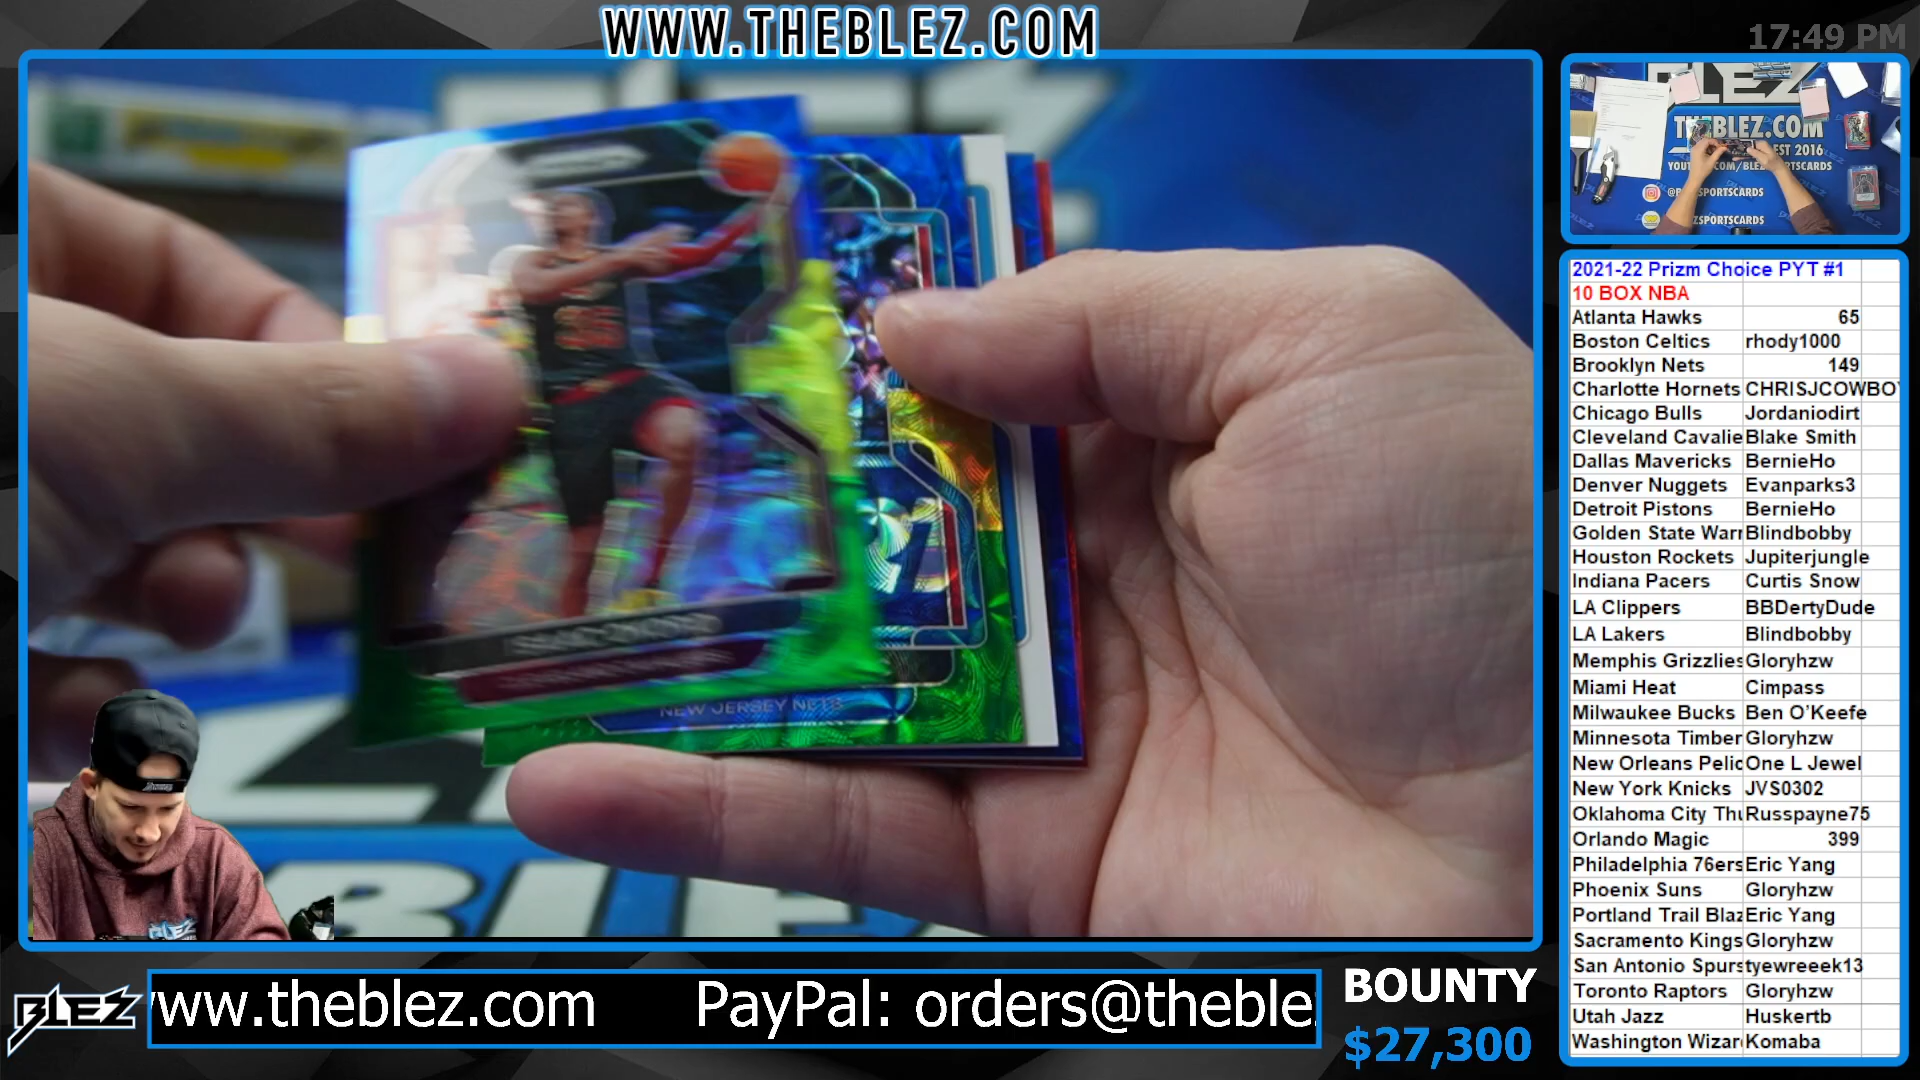 WWW.THEBLEZ.COM
17:49 PM
BLEZ
THEBLEZ.COM
EST 2016
2021-22 Prizm Choice PYT #1
10 BOX NBA
Atlanta Hawks 65
Boston Celtics rhody1000
Brooklyn Nets 149
Charlotte Hornets CHRISJCOWBO
Chicago Bulls Jordaniodirt
Cleveland Cavalie Blake Smith
Dallas Mavericks BernieHo
Denver Nuggets Evanparks3
Detroit Pistons BernieHo
Golden State Warr Blindbobby
Houston Rockets Jupiterjungle
Indiana Pacers Curtis Snow
LA Clippers BBDertyDude
LA Lakers Blindbobby
Memphis Grizzlies Gloryhzw
Miami Heat Cimpass
Milwaukee Bucks Ben O'Keefe
Minnesota Timber Gloryhzw
New Orleans Pelic One L Jewel
New York Knicks JVS0302
Oklahoma City Thu Russpayne75
Orlando Magic 399
Philadelphia 76ers Eric Yang
Phoenix Suns Gloryhzw
Portland Trail Blaz Eric Yang
Sacramento Kings Gloryhzw
San Antonio Spurs tyewreeek13
Toronto Raptors Gloryhzw
Utah Jazz Huskertb
Washington Wizar Komaba
35
NEW JERSEY NETS
BLEZ
ww.theblez.com PayPal: orders@theble
BOUNTY
$27,300